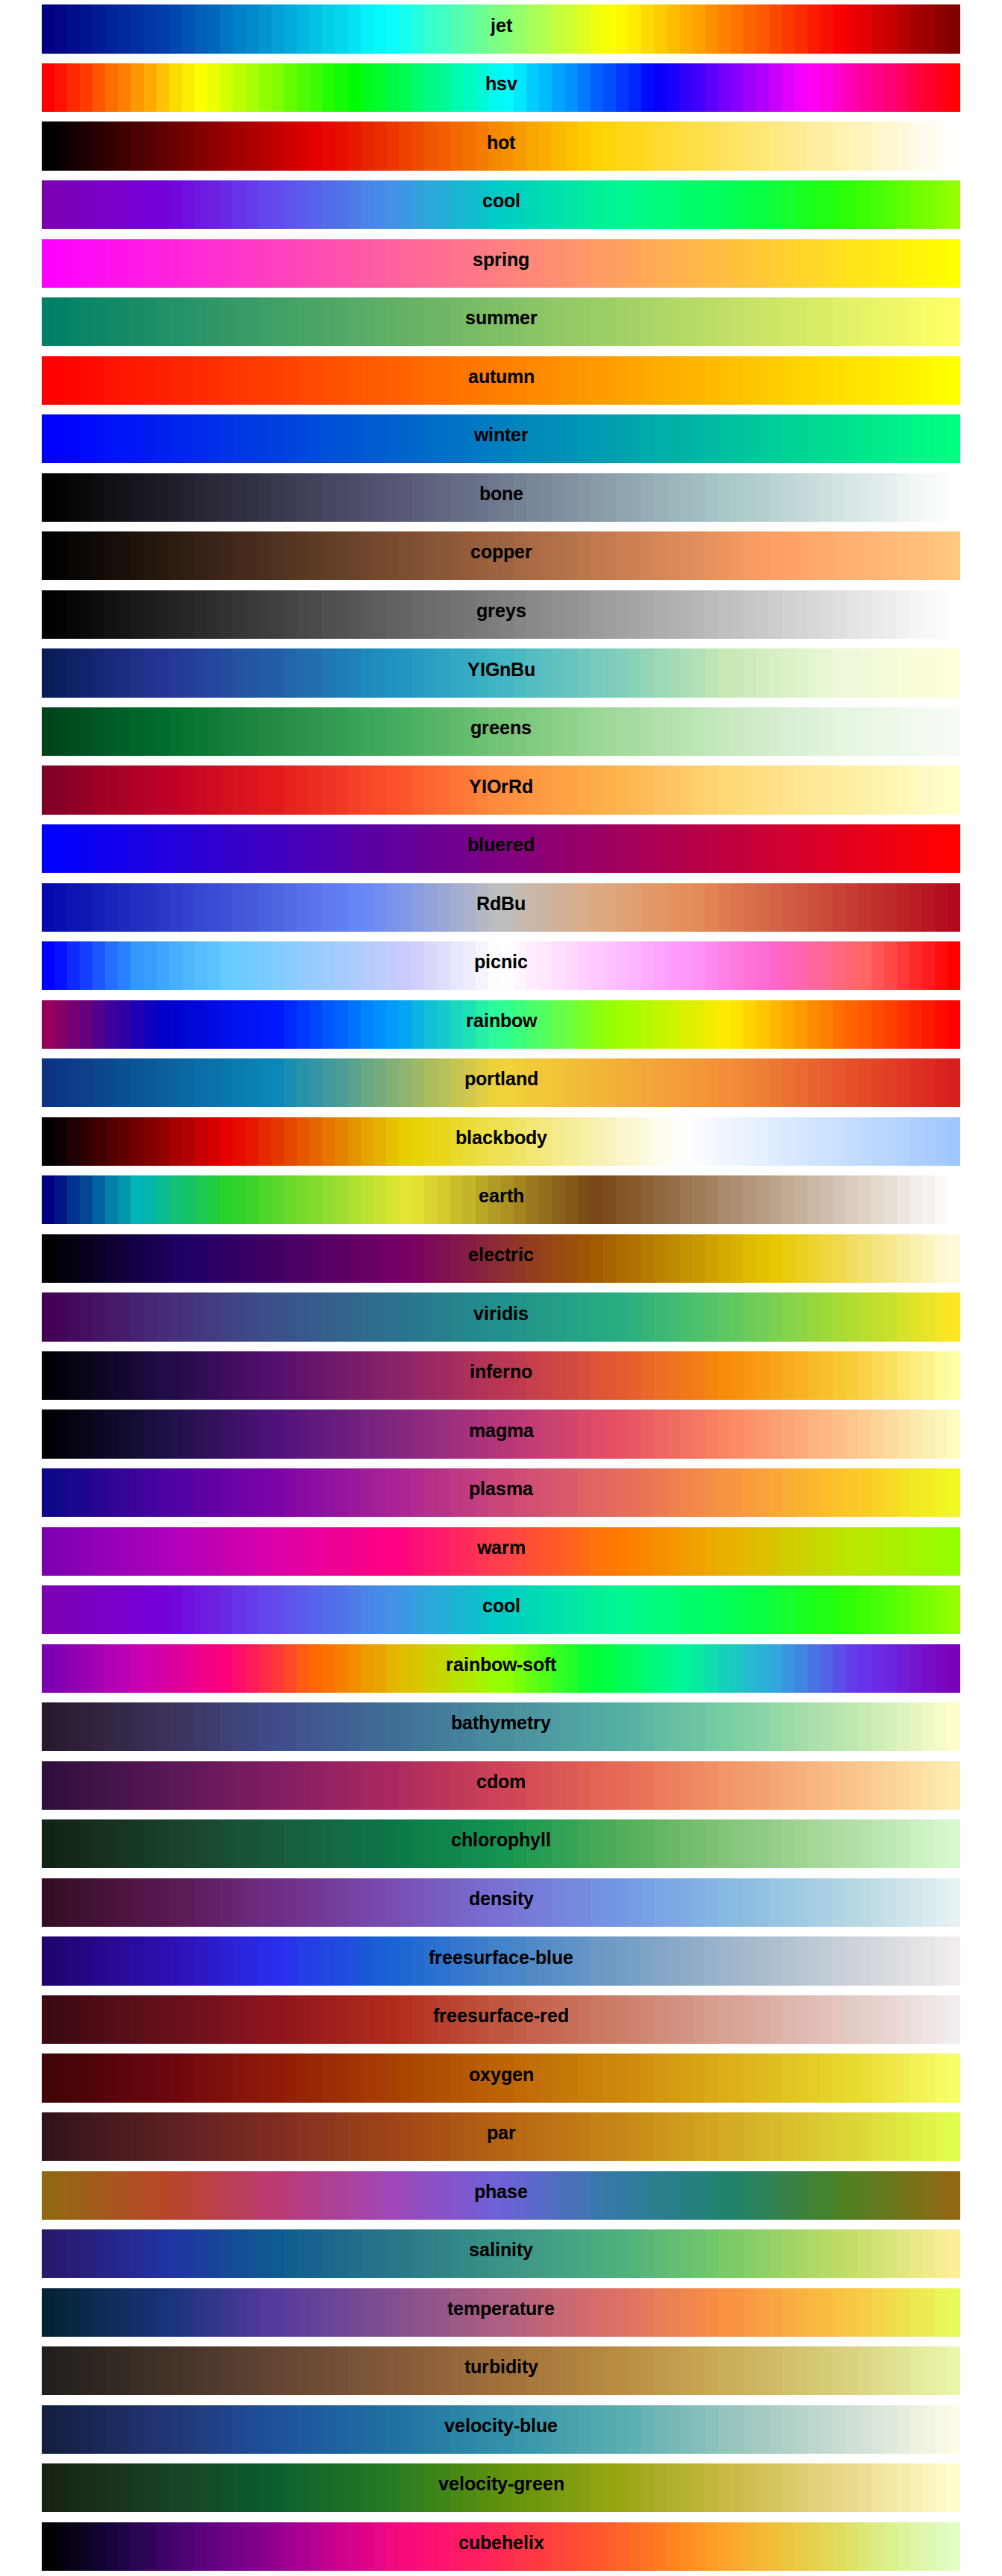 jet
hsv
hot
cool
spring
summer
autumn
winter
bone
copper
greys
YIGnBu
greens
YIOrRd
bluered
RdBu
picnic
rainbow
portland
blackbody
earth
electric
viridis
inferno
magma
plasma
warm
cool
rainbow-soft
bathymetry
cdom
chlorophyll
density
freesurface-blue
freesurface-red
oxygen
par
phase
salinity
temperature
turbidity
velocity-blue
velocity-green
cubehelix